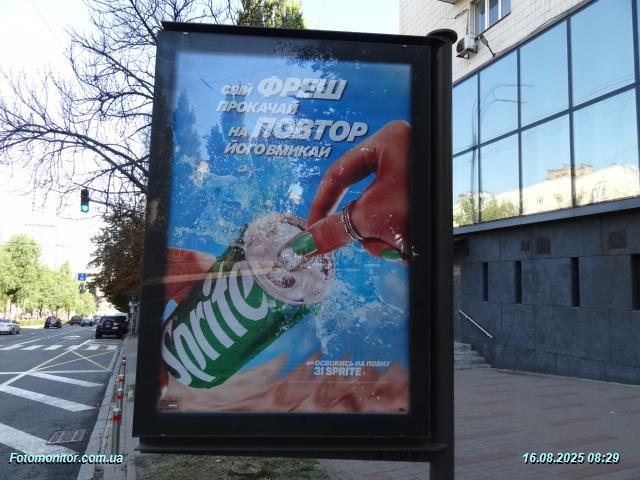 СВІЙ ФРЕШ
ПРОКАЧАЙ
НА ПОВТОР
ЙОГО ВМИКАЙ
Sprite
ОСВІЖИСЬ НА ПОВНУ
ЗІ SPRITE
Fotomonitor.com.ua
16.08.2025 08:29